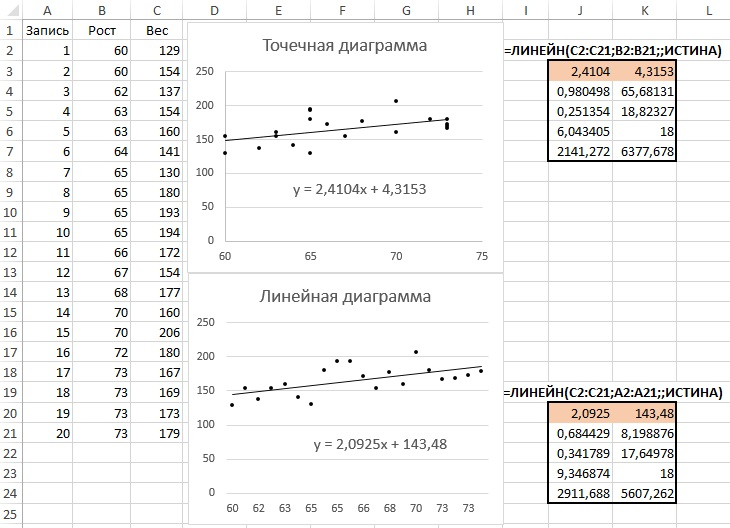 A B C D E F G H I J K L
1 Запись Рост Вес
2 1 60 129
3 2 60 154
4 3 62 137
5 4 63 154
6 5 63 160
7 6 64 141
8 7 65 130
9 8 65 180
10 9 65 193
11 10 65 194
12 11 66 172
13 12 67 154
14 13 68 177
15 14 70 160
16 15 70 206
17 16 72 180
18 17 73 167
19 18 73 169
20 19 73 173
21 20 73 179
22
23
24
25
Точечная диаграмма
250
200
150
100
50
0
y = 2,4104x + 4,3153
60 65 70 75
Линейная диаграмма
250
200
150
100
50
0
y = 2,0925x + 143,48
60 62 63 65 65 66 68 70 73 73
=ЛИНЕЙН(C2:C21;B2:B21;;ИСТИНА)
2,4104 4,3153
0,980498 65,68131
0,251354 18,82327
6,043405 18
2141,272 6377,678
=ЛИНЕЙН(C2:C21;A2:A21;;ИСТИНА)
2,0925 143,48
0,684429 8,198876
0,341789 17,64978
9,346874 18
2911,688 5607,262